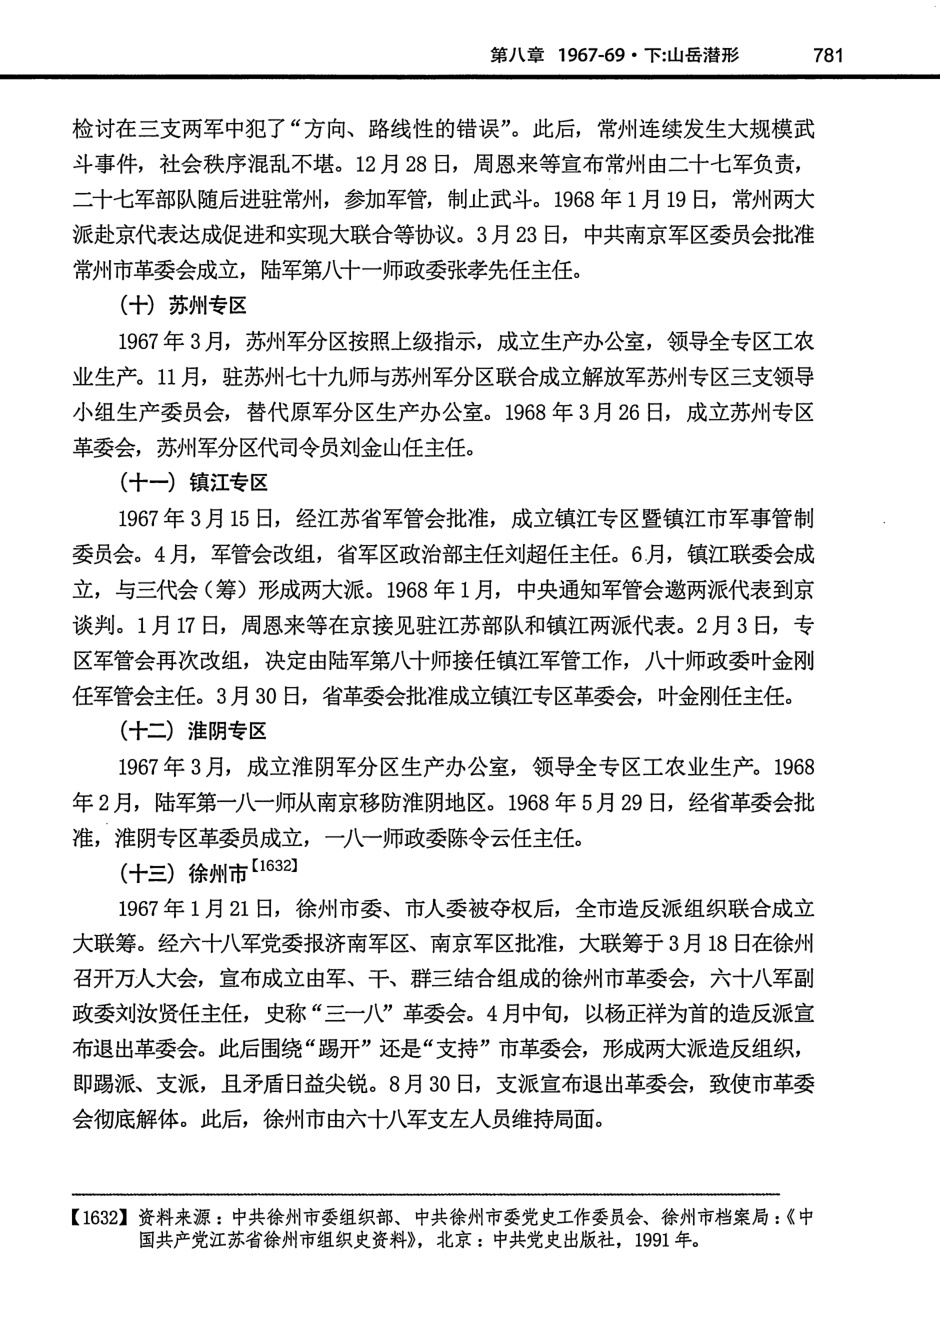 第八章 1967-69·下:山岳潜形 781
检讨在三支两军中犯了“方向、路线性的错误”。此后，常州连续发生大规模武
斗事件，社会秩序混乱不堪。12月28日，周恩来等宣布常州由二十七军负责，
二十七军部队随后进驻常州，参加军管，制止武斗。1968年1月19日，常州两大
派赴京代表达成促进和实现大联合等协议。3月23日，中共南京军区委员会批准
常州市革委会成立，陆军第八十一师政委张孝先任主任。
（十）苏州专区
1967年3月，苏州军分区按照上级指示，成立生产办公室，领导全专区工农
业生产。11月，驻苏州七十九师与苏州军分区联合成立解放军苏州专区三支领导
小组生产委员会，替代原军分区生产办公室。1968年3月26日，成立苏州专区
革委会，苏州军分区代司令员刘金山任主任。
（十一）镇江专区
1967年3月15日，经江苏省军管会批准，成立镇江专区暨镇江市军事管制
委员会。4月，军管会改组，省军区政治部主任刘超任主任。6月，镇江联委会成
立，与三代会（筹）形成两大派。1968年1月，中央通知军管会邀两派代表到京
谈判。1月17日，周恩来等在京接见驻江苏部队和镇江两派代表。2月3日，专
区军管会再次改组，决定由陆军第八十师接任镇江军管工作，八十师政委叶金刚
任军管会主任。3月30日，省革委会批准成立镇江专区革委会，叶金刚任主任。
（十二）淮阴专区
1967年3月，成立淮阴军分区生产办公室，领导全专区工农业生产。1968
年2月，陆军第一八一师从南京移防淮阴地区。1968年5月29日，经省革委会批
准，淮阴专区革委员成立，一八一师政委陈令云任主任。
（十三）徐州市【1632】
1967年1月21日，徐州市委、市人委被夺权后，全市造反派组织联合成立
大联筹。经六十八军党委报济南军区、南京军区批准，大联筹于3月18日在徐州
召开万人大会，宣布成立由军、干、群三结合组成的徐州市革委会，六十八军副
政委刘汝贤任主任，史称“三一八”革委会。4月中旬，以杨正祥为首的造反派宣
布退出革委会。此后围绕“踢开”还是“支持”市革委会，形成两大派造反组织，
即踢派、支派，且矛盾日益尖锐。8月30日，支派宣布退出革委会，致使市革委
会彻底解体。此后，徐州市由六十八军支左人员维持局面。
【1632】资料来源：中共徐州市委组织部、中共徐州市委党史工作委员会、徐州市档案局：《中
国共产党江苏省徐州市组织史资料》，北京：中共党史出版社，1991年。